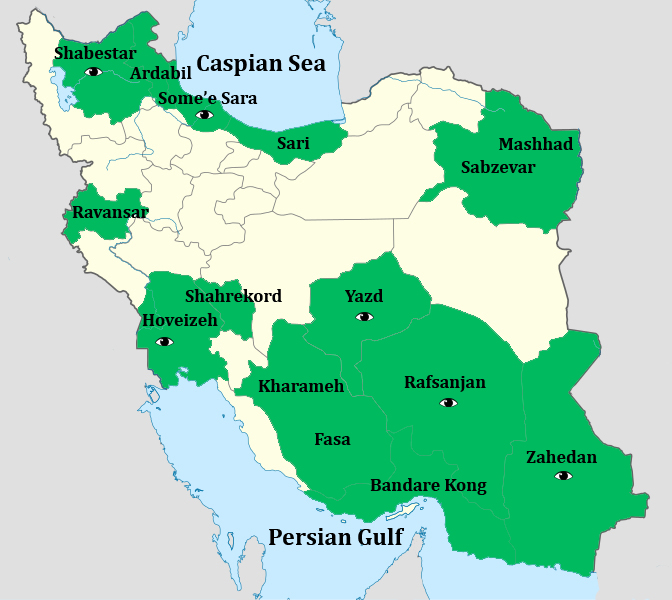 Shabestar
Caspian Sea
Ardabil
Some'e Sara
Sari
Mashhad
Sabzevar
Ravansar
Shahrekord
Yazd
Hoveizeh
Kharameh
Rafsanjan
Fasa
Zahedan
Bandare Kong
Persian Gulf